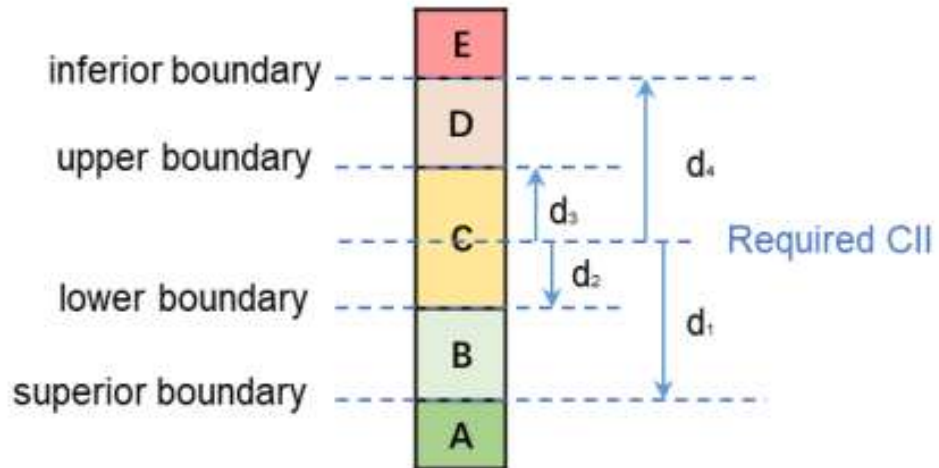 E
inferior boundary
D
upper boundary
d₄
d₃
C
Required CII
d₂
lower boundary
d₁
B
superior boundary
A